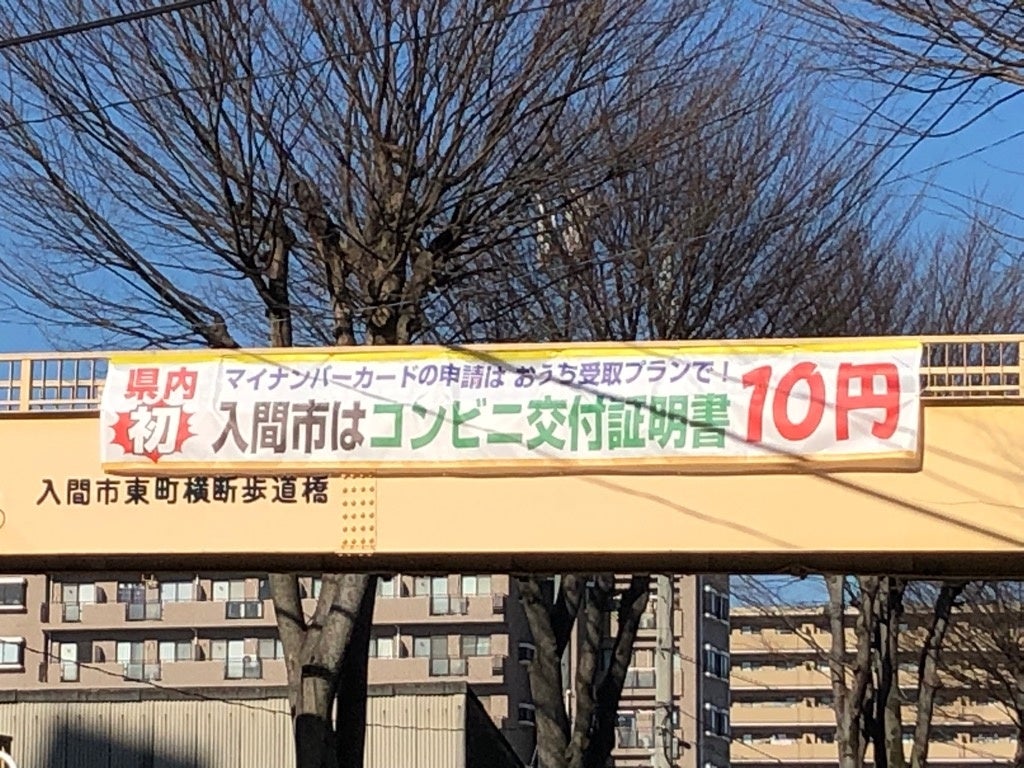 県内
初
マイナンバーカードの申請は おうち受取プランで！
入間市はコンビニ交付証明書10円
入間市東町横断歩道橋